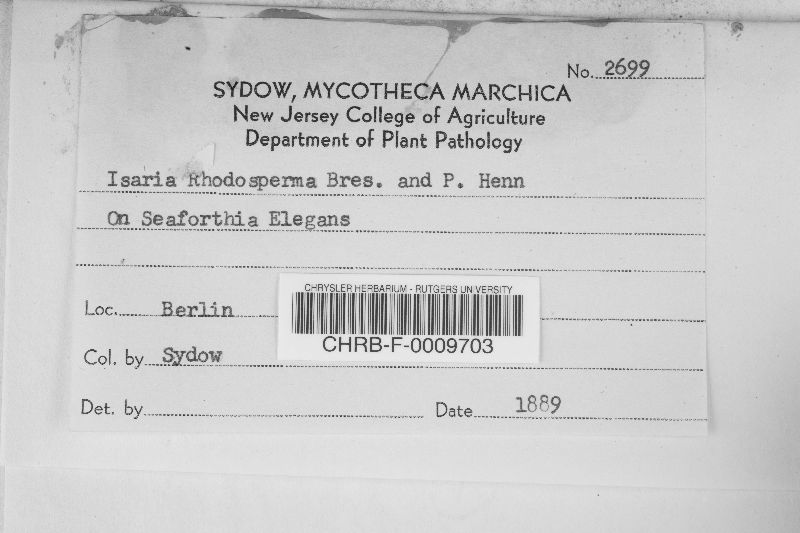 No. 2699
SYDOW, MYCOTHECA MARCHICA
New Jersey College of Agriculture
Department of Plant Pathology
Isaria Rhodosperma Bres. and P. Henn
On Seaforthia Elegans
Loc. Berlin
CHRYSLER HERBARIUM - RUTGERS UNIVERSITY
CHRB-F-0009703
Col. by Sydow
Det. by
Date 1889